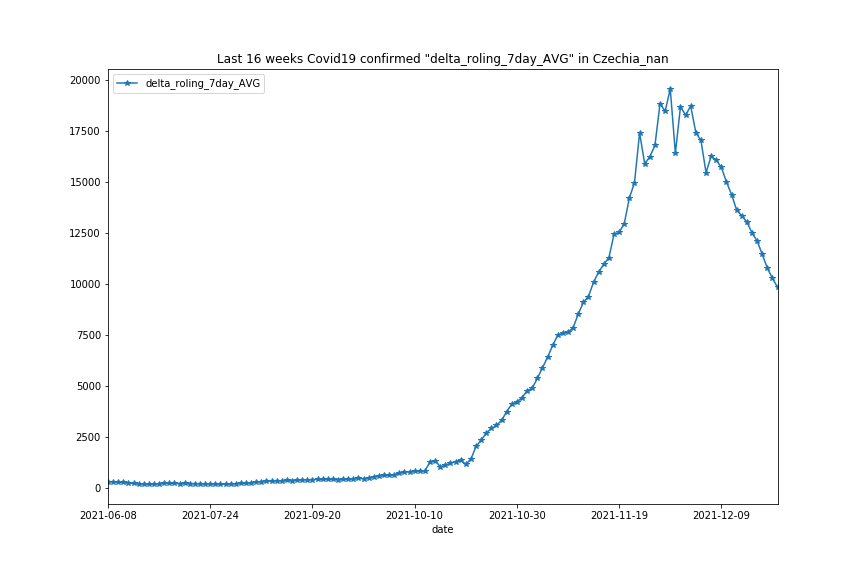 Last 16 weeks Covid19 confirmed "delta_roling_7day_AVG" in Czechia_nan
delta_roling_7day_AVG
20000
17500
15000
12500
10000
7500
5000
2500
0
2021-06-08 2021-07-24 2021-09-20 2021-10-10 2021-10-30 2021-11-19 2021-12-09
date